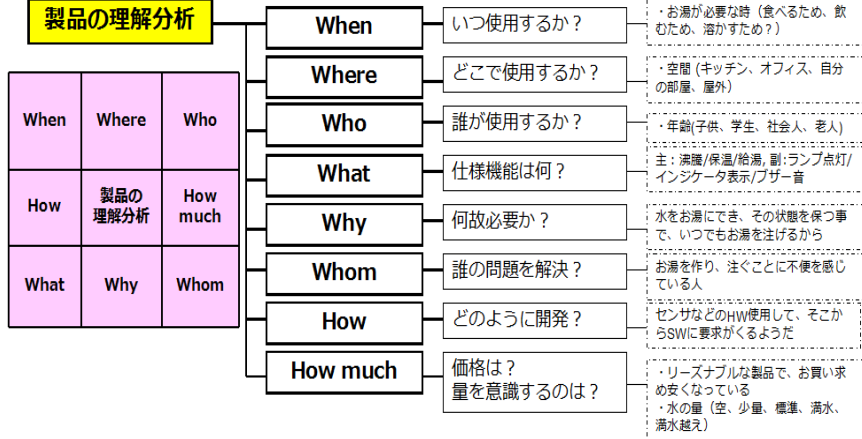 製品の理解分析
When
Where
Who
How
製品の
理解分析
How
much
What
Why
Whom
When
いつ使用するか？
・お湯が必要な時（食べるため、飲
むため、溶かすため？）
Where
どこで使用するか？
・空間 (キッチン、オフィス、自分
の部屋、屋外）
Who
誰が使用するか？
・年齢(子供、学生、社会人、老人)
What
仕様機能は何？
主：沸騰/保温/給湯, 副:ランプ点灯/
インジケータ表示/ブザー音
Why
何故必要か？
水をお湯にでき、その状態を保つ事
で、いつでもお湯を注げるから
Whom
誰の問題を解決？
お湯を作り、注ぐことに不便を感じ
ている人
How
どのように開発？
センサなどのHW使用して、そこか
らSWに要求がくるようだ
How much
価格は？
量を意識するのは？
・リーズナブルな製品で、お買い求
め安くなっている
・水の量（空、少量、標準、満水、
満水越え）